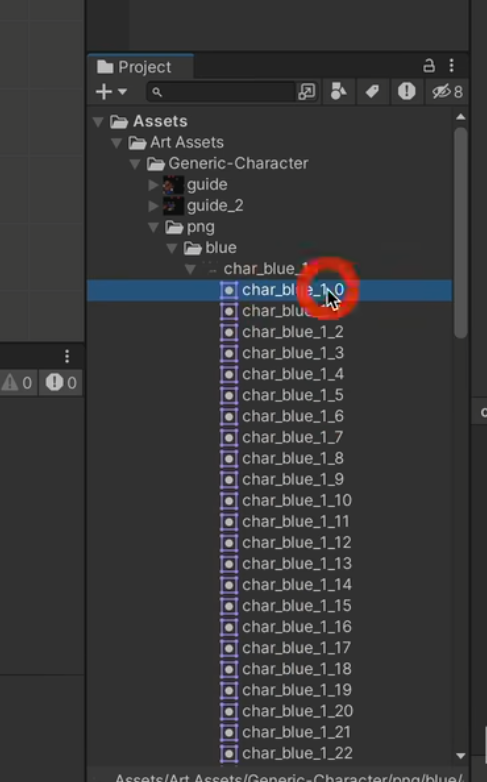 Project
8
Assets
Art Assets
Generic-Character
guide
guide_2
png
blue
char_blue_1
char_blue_1_0
char_blue
char_blue_1_2
0 0
char_blue_1_3
char_blue_1_4
char_blue_1_5
char_blue_1_6
char_blue_1_7
char_blue_1_8
char_blue_1_9
char_blue_1_10
char_blue_1_11
char_blue_1_12
char_blue_1_13
char_blue_1_14
char_blue_1_15
char_blue_1_16
char_blue_1_17
char_blue_1_18
char_blue_1_19
char_blue_1_20
char_blue_1_21
char_blue_1_22
Assets/Art Assets/Generic-Character/png/blue/